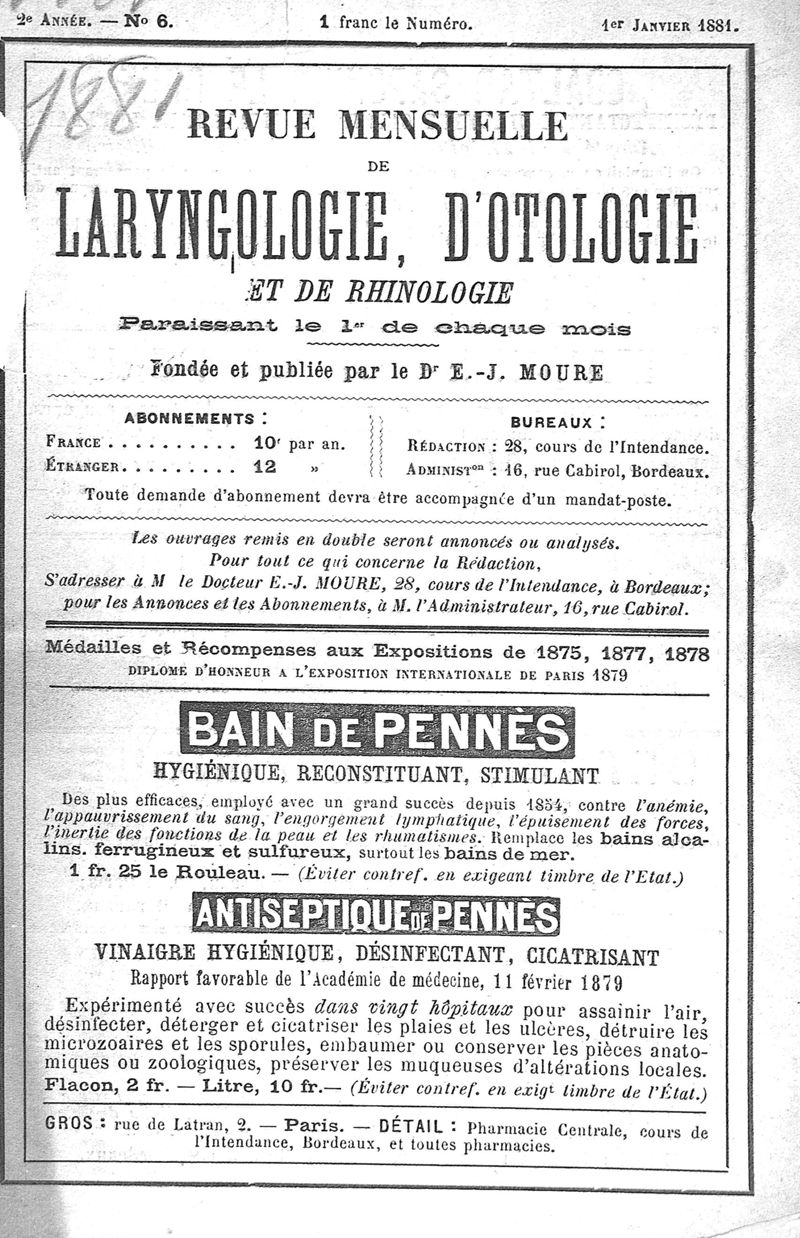 2e ANNÉE. — No 6.
1 franc le Numéro.
1er JANVIER 1881.
1881
REVUE MENSUELLE
DE
LARYNGOLOGIE, D'OTOLOGIE
ET DE RHINOLOGIE
Paraissant le 1er de chaque mois
Fondée et publiée par le Dr E.-J. MOURE
ABONNEMENTS :
FRANCE . . . . . . . . . . 10f par an.
ÉTRANGER. . . . . . . . . 12 »
BUREAUX :
RÉDACTION : 28, cours de l'Intendance.
ADMINISTon : 16, rue Cabirol, Bordeaux.
Toute demande d'abonnement devra être accompagnée d'un mandat-poste.
Les ouvrages remis en double seront annoncés ou analysés.
Pour tout ce qui concerne la Rédaction,
S'adresser à M le Docteur E.-J. MOURE, 28, cours de l'Intendance, à Bordeaux;
pour les Annonces et les Abonnements, à M. l'Administrateur, 16, rue Cabirol.
Médailles et Récompenses aux Expositions de 1875, 1877, 1878
DIPLOME D'HONNEUR A L'EXPOSITION INTERNATIONALE DE PARIS 1879
BAIN DE PENNÈS
HYGIÉNIQUE, RECONSTITUANT, STIMULANT
Des plus efficaces, employé avec un grand succès depuis 1854, contre l'anémie,
l'appauvrissement du sang, l'engorgement lymphatique, l'épuisement des forces,
l'inertie des fonctions de la peau et les rhumatismes. Remplace les bains alca-
lins. ferrugineux et sulfureux, surtout les bains de mer.
1 fr. 25 le Rouleau. — (Éviter contref. en exigeant timbre de l'Etat.)
ANTISEPTIQUE DE PENNÈS
VINAIGRE HYGIÉNIQUE, DÉSINFECTANT, CICATRISANT
Rapport favorable de l'Académie de médecine, 11 février 1879
Expérimenté avec succès dans vingt hôpitaux pour assainir l'air,
désinfecter, déterger et cicatriser les plaies et les ulcères, détruire les
microzoaires et les sporules, embaumer ou conserver les pièces anato-
miques ou zoologiques, préserver les muqueuses d'altérations locales.
Flacon, 2 fr. — Litre, 10 fr.— (Éviter contref. en exigt timbre de l'État.)
GROS : rue de Latran, 2. — Paris. — DÉTAIL : Pharmacie Centrale, cours de
l'Intendance, Bordeaux, et toutes pharmacies.